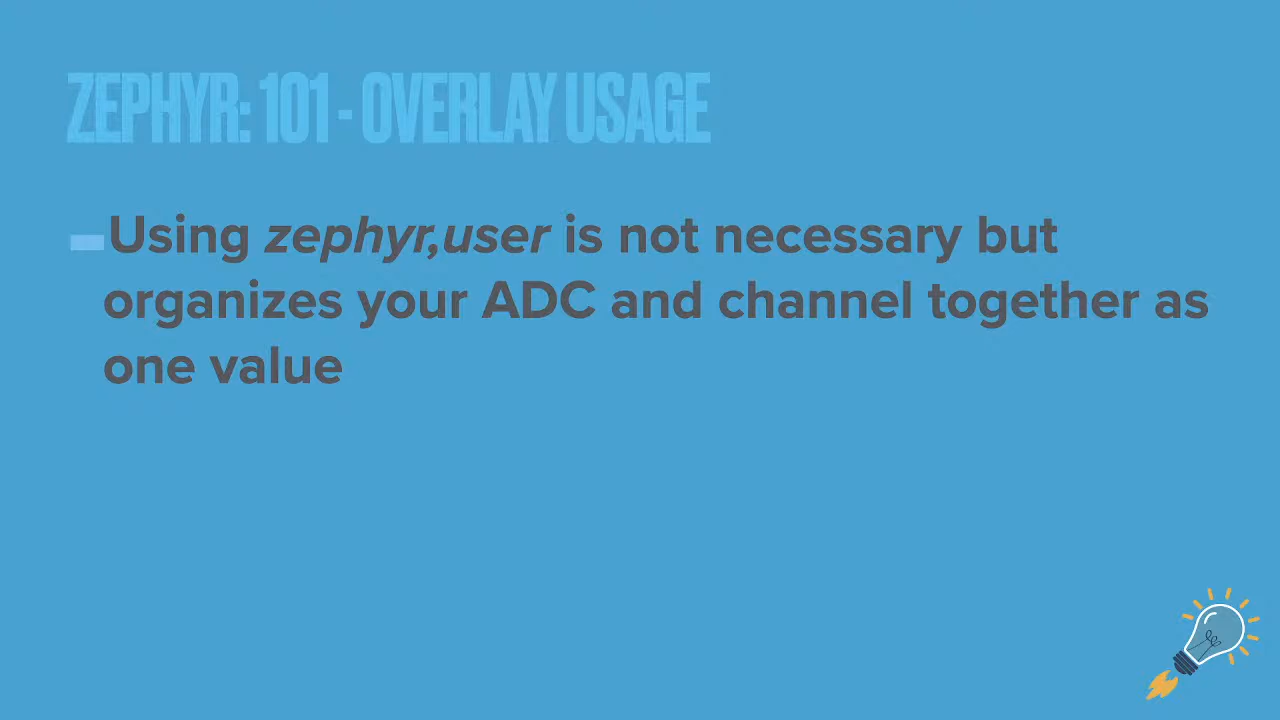 ZEPHYR: 101 - OVERLAY USAGE
Using zephyr,user is not necessary but
organizes your ADC and channel together as
one value